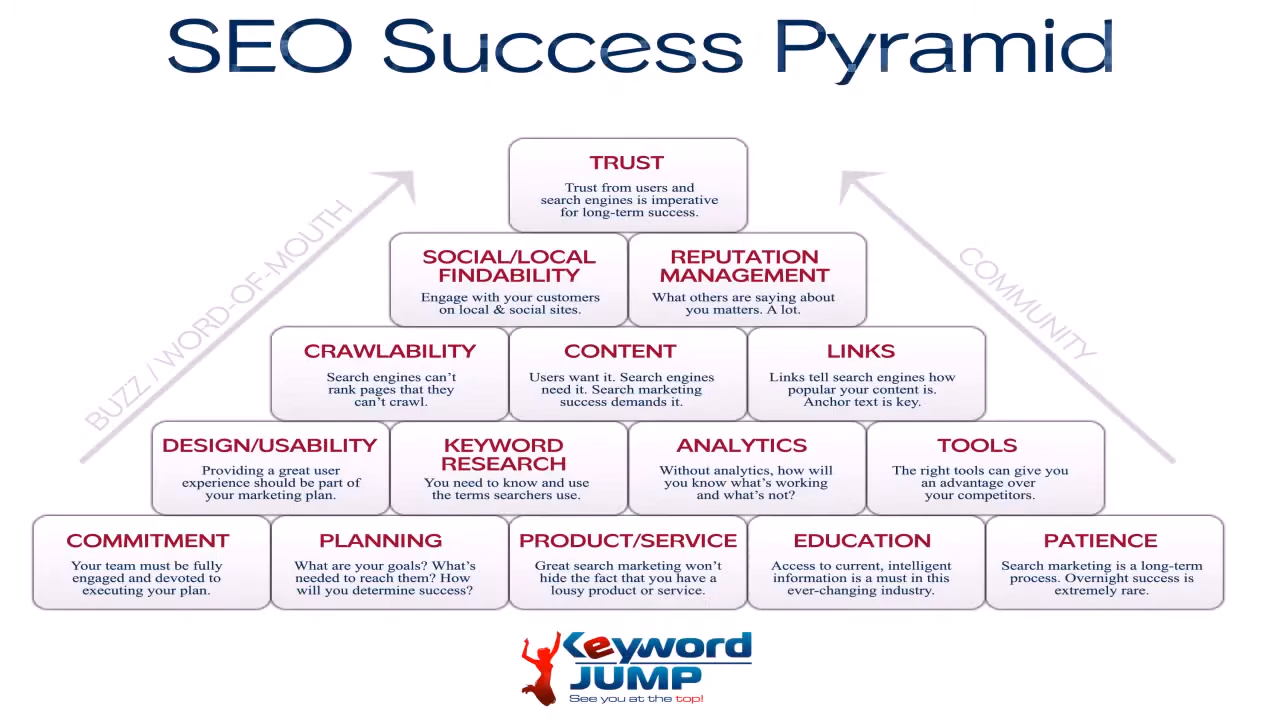 SEO Success Pyramid
BUZZ / WORD-OF-MOUTH
COMMUNITY
TRUST
Trust from users and
search engines is imperative
for long-term success.
SOCIAL/LOCAL
FINDABILITY
Engage with your customers
on local & social sites.
REPUTATION
MANAGEMENT
What others are saying about
you matters. A lot.
CRAWLABILITY
Search engines can't
rank pages that they
can't crawl.
CONTENT
Users want it. Search engines
need it. Search marketing
success demands it.
LINKS
Links tell search engines how
popular your content is.
Anchor text is key.
DESIGN/USABILITY
Providing a great user
experience should be part of
your marketing plan.
KEYWORD
RESEARCH
You need to know and use
the terms searchers use.
ANALYTICS
Without analytics, how will
you know what's working
and what's not?
TOOLS
The right tools can give you
an advantage over
your competitors.
COMMITMENT
Your team must be fully
engaged and devoted to
executing your plan.
PLANNING
What are your goals? What's
needed to reach them? How
will you determine success?
PRODUCT/SERVICE
Great search marketing won't
hide the fact that you have a
lousy product or service.
EDUCATION
Access to current, intelligent
information is a must in this
ever-changing industry.
PATIENCE
Search marketing is a long-term
process. Overnight success is
extremely rare.
Keyword
JUMP
See you at the top!